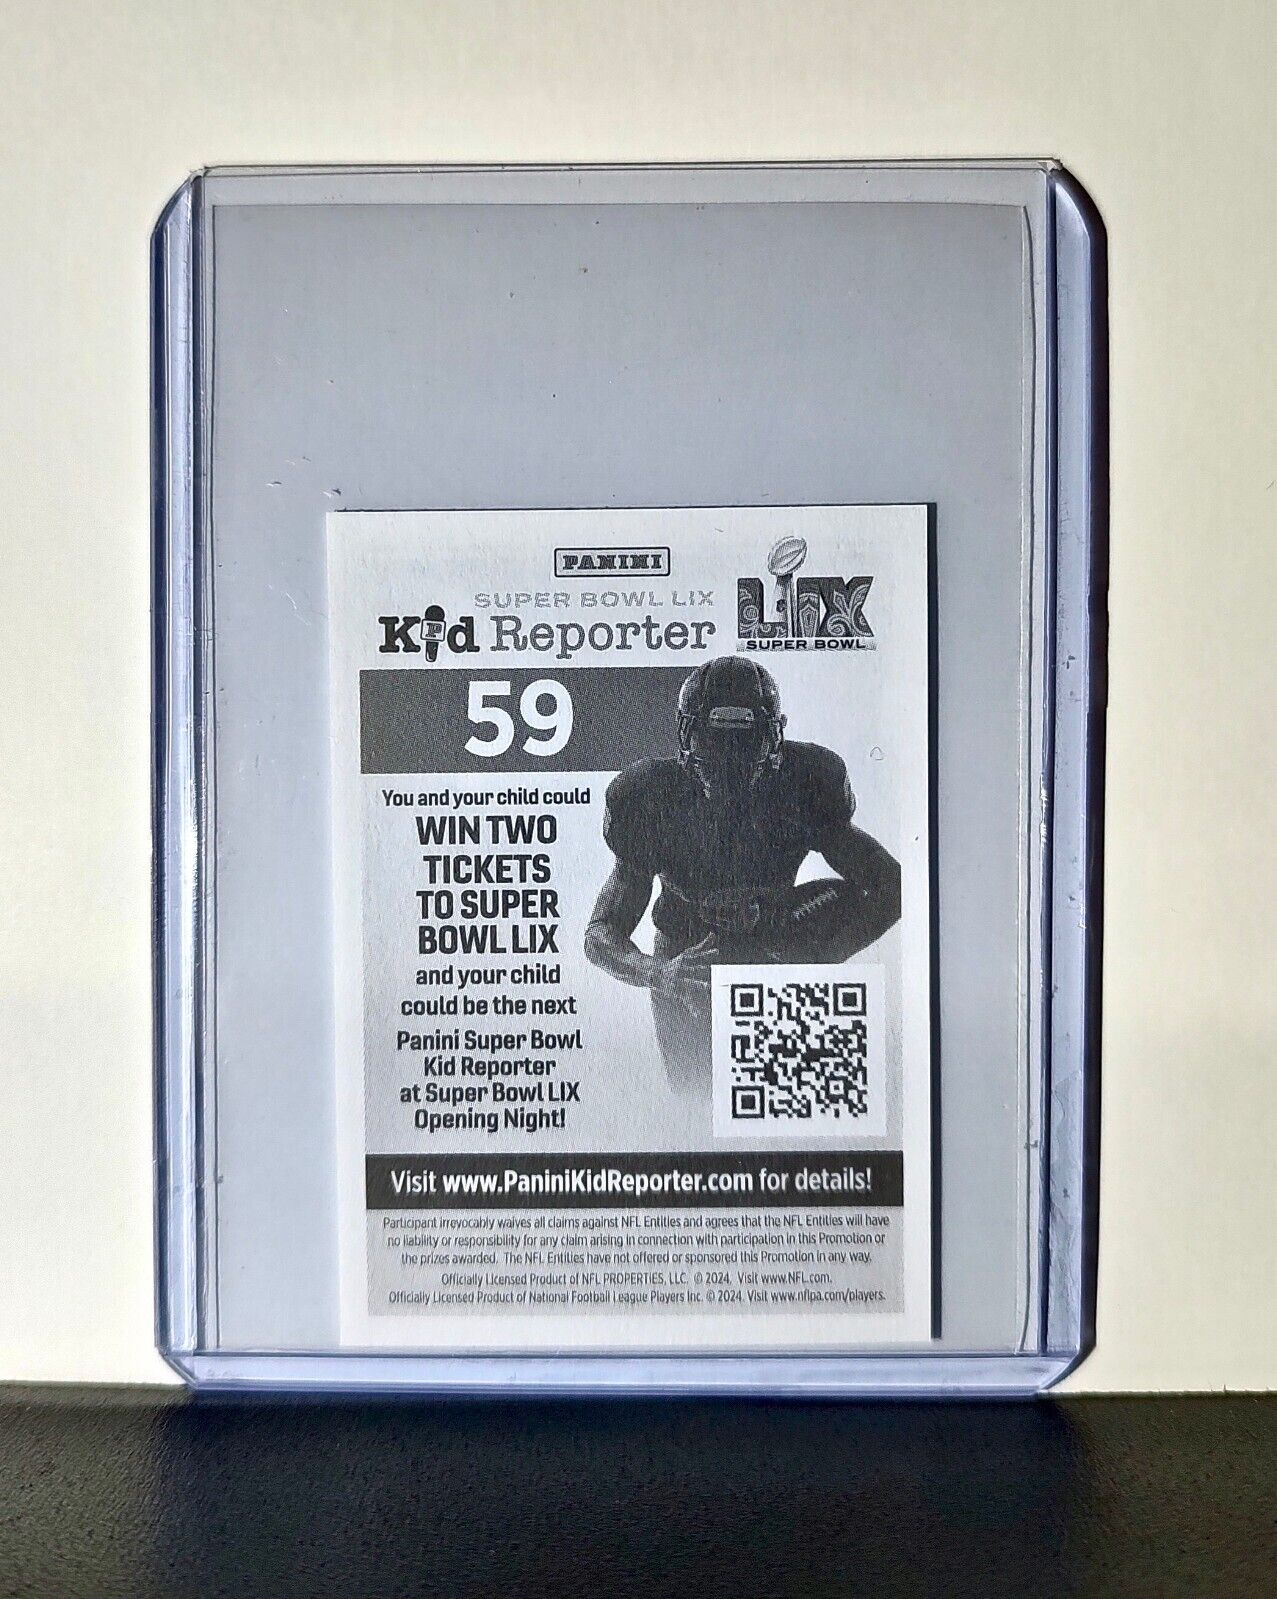 PANINI
SUPER BOWL LIX
Kid Reporter
P
LIX
SUPER BOWL
59
You and your child could
WIN TWO
TICKETS
TO SUPER
BOWL LIX
and your child
could be the next
Panini Super Bowl
Kid Reporter
at Super Bowl LIX
Opening Night!
Visit www.PaniniKidReporter.com for details!
Participant irrevocably waives all claims against NFL Entities and agrees that the NFL Entities will have
no liability or responsibility for any claim arising in connection with participation in this Promotion or
the prizes awarded. The NFL Entities have not offered or sponsored this Promotion in any way.
Officially Licensed Product of NFL PROPERTIES, LLC. © 2024. Visit www.NFL.com.
Officially Licensed Product of National Football League Players Inc. © 2024. Visit www.nflpa.com/players.